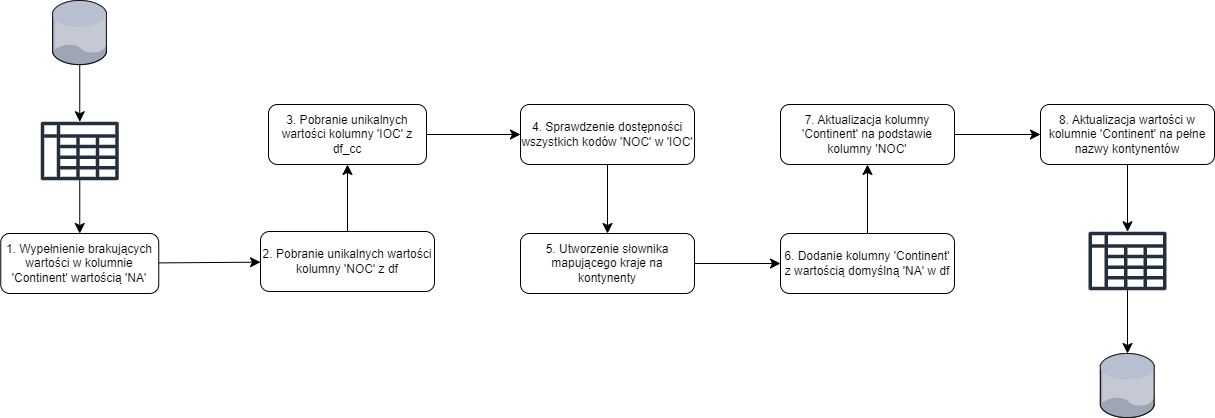 1. Wypełnienie brakujących
wartości w kolumnie
'Continent' wartością 'NA'
2. Pobranie unikalnych wartości
kolumny 'NOC' z df
3. Pobranie unikalnych
wartości kolumny 'IOC' z
df_cc
4. Sprawdzenie dostępności
wszystkich kodów 'NOC' w 'IOC'
5. Utworzenie słownika
mapującego kraje na
kontynenty
6. Dodanie kolumny 'Continent'
z wartością domyślną 'NA' w df
7. Aktualizacja kolumny
'Continent' na podstawie
kolumny 'NOC'
8. Aktualizacja wartości w
kolumnie 'Continent' na pełne
nazwy kontynentów